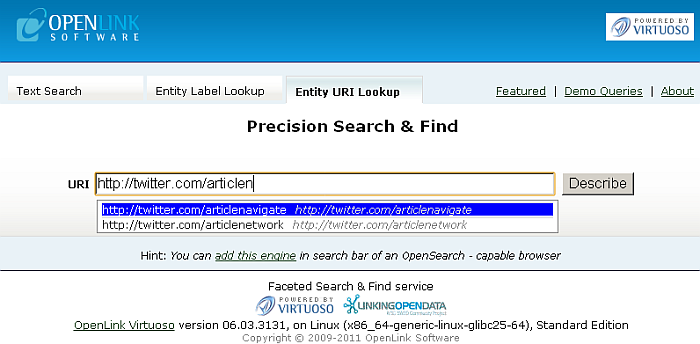 OPENLINK
SOFTWARE
POWERED BY
VIRTUOSO
Text Search
Entity Label Lookup
Entity URI Lookup
Featured | Demo Queries | About
Precision Search & Find
URI
http://twitter.com/articlen
Describe
http://twitter.com/articlenavigate http://twitter.com/articlenavigate
http://twitter.com/articlenetwork http://twitter.com/articlenetwork
Hint: You can add this engine in search bar of an OpenSearch - capable browser
Faceted Search & Find service
POWERED BY
VIRTUOSO
LINKINGOPENDATA
OpenLink Virtuoso version 06.03.3131, on Linux (x86_64-generic-linux-glibc25-64), Standard Edition
Copyright © 2009-2011 OpenLink Software